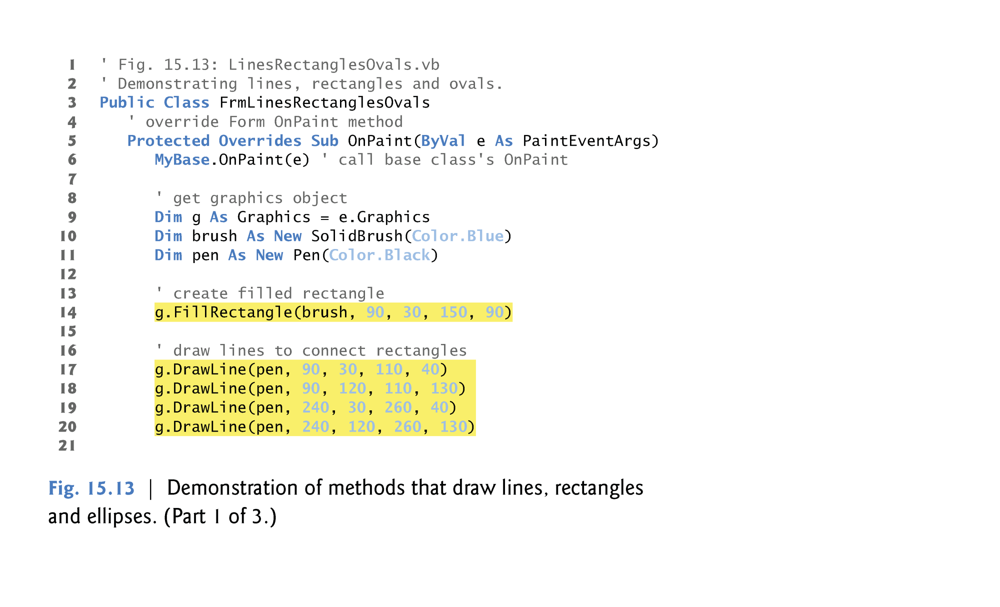 1 ' Fig. 15.13: LinesRectanglesOvals.vb
2 ' Demonstrating lines, rectangles and ovals.
3 Public Class FrmLinesRectanglesOvals
4 ' override Form OnPaint method
5 Protected Overrides Sub OnPaint(ByVal e As PaintEventArgs)
6 MyBase.OnPaint(e) ' call base class's OnPaint
7
8 ' get graphics object
9 Dim g As Graphics = e.Graphics
10 Dim brush As New SolidBrush(Color.Blue)
11 Dim pen As New Pen(Color.Black)
12
13 ' create filled rectangle
14 g.FillRectangle(brush, 90, 30, 150, 90)
15
16 ' draw lines to connect rectangles
17 g.DrawLine(pen, 90, 30, 110, 40)
18 g.DrawLine(pen, 90, 120, 110, 130)
19 g.DrawLine(pen, 240, 30, 260, 40)
20 g.DrawLine(pen, 240, 120, 260, 130)
21
Fig. 15.13 | Demonstration of methods that draw lines, rectangles
and ellipses. (Part 1 of 3.)